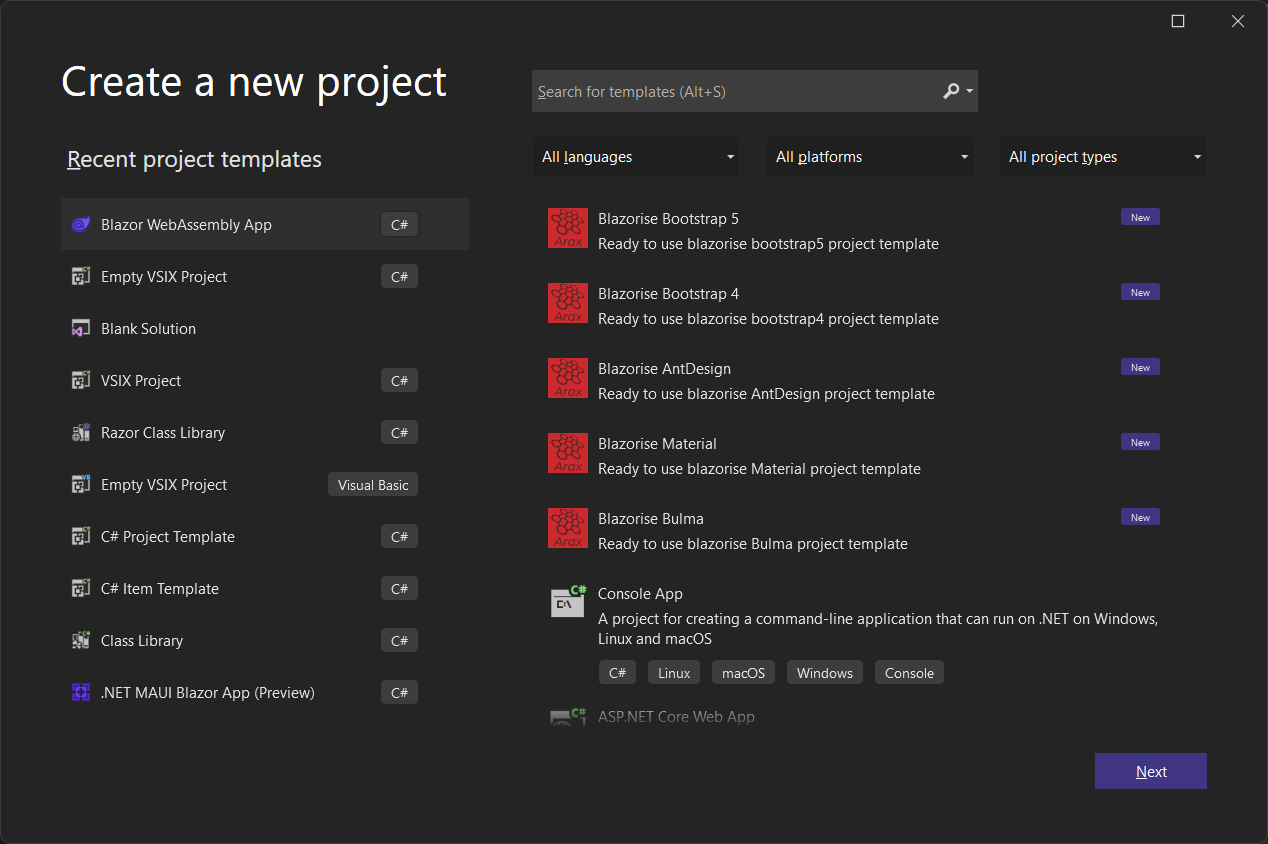 Create a new project
Search for templates (Alt+S)
Recent project templates
All languages
All platforms
All project types
Blazor WebAssembly App
C#
Empty VSIX Project
C#
Blank Solution
VSIX Project
C#
Razor Class Library
C#
Empty VSIX Project
Visual Basic
C# Project Template
C#
C# Item Template
C#
Class Library
C#
.NET MAUI Blazor App (Preview)
C#
Arax
Blazorise Bootstrap 5
New
Ready to use blazorise bootstrap5 project template
Arax
Blazorise Bootstrap 4
New
Ready to use blazorise bootstrap4 project template
Arax
Blazorise AntDesign
New
Ready to use blazorise AntDesign project template
Arax
Blazorise Material
New
Ready to use blazorise Material project template
Arax
Blazorise Bulma
New
Ready to use blazorise Bulma project template
C#
C:\
Console App
A project for creating a command-line application that can run on .NET on Windows,
Linux and macOS
C#
Linux
macOS
Windows
Console
C#
ASP.NET Core Web App
Next